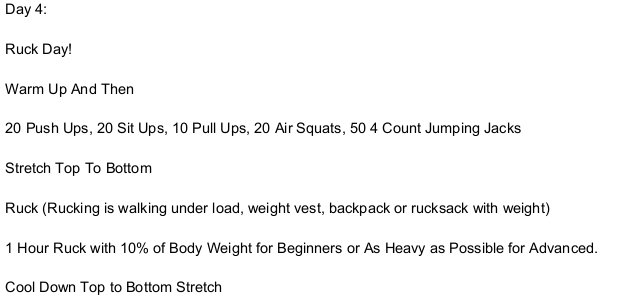 Day 4:
Ruck Day!
Warm Up And Then
20 Push Ups, 20 Sit Ups, 10 Pull Ups, 20 Air Squats, 50 4 Count Jumping Jacks
Stretch Top To Bottom
Ruck (Rucking is walking under load, weight vest, backpack or rucksack with weight)
1 Hour Ruck with 10% of Body Weight for Beginners or As Heavy as Possible for Advanced.
Cool Down Top to Bottom Stretch